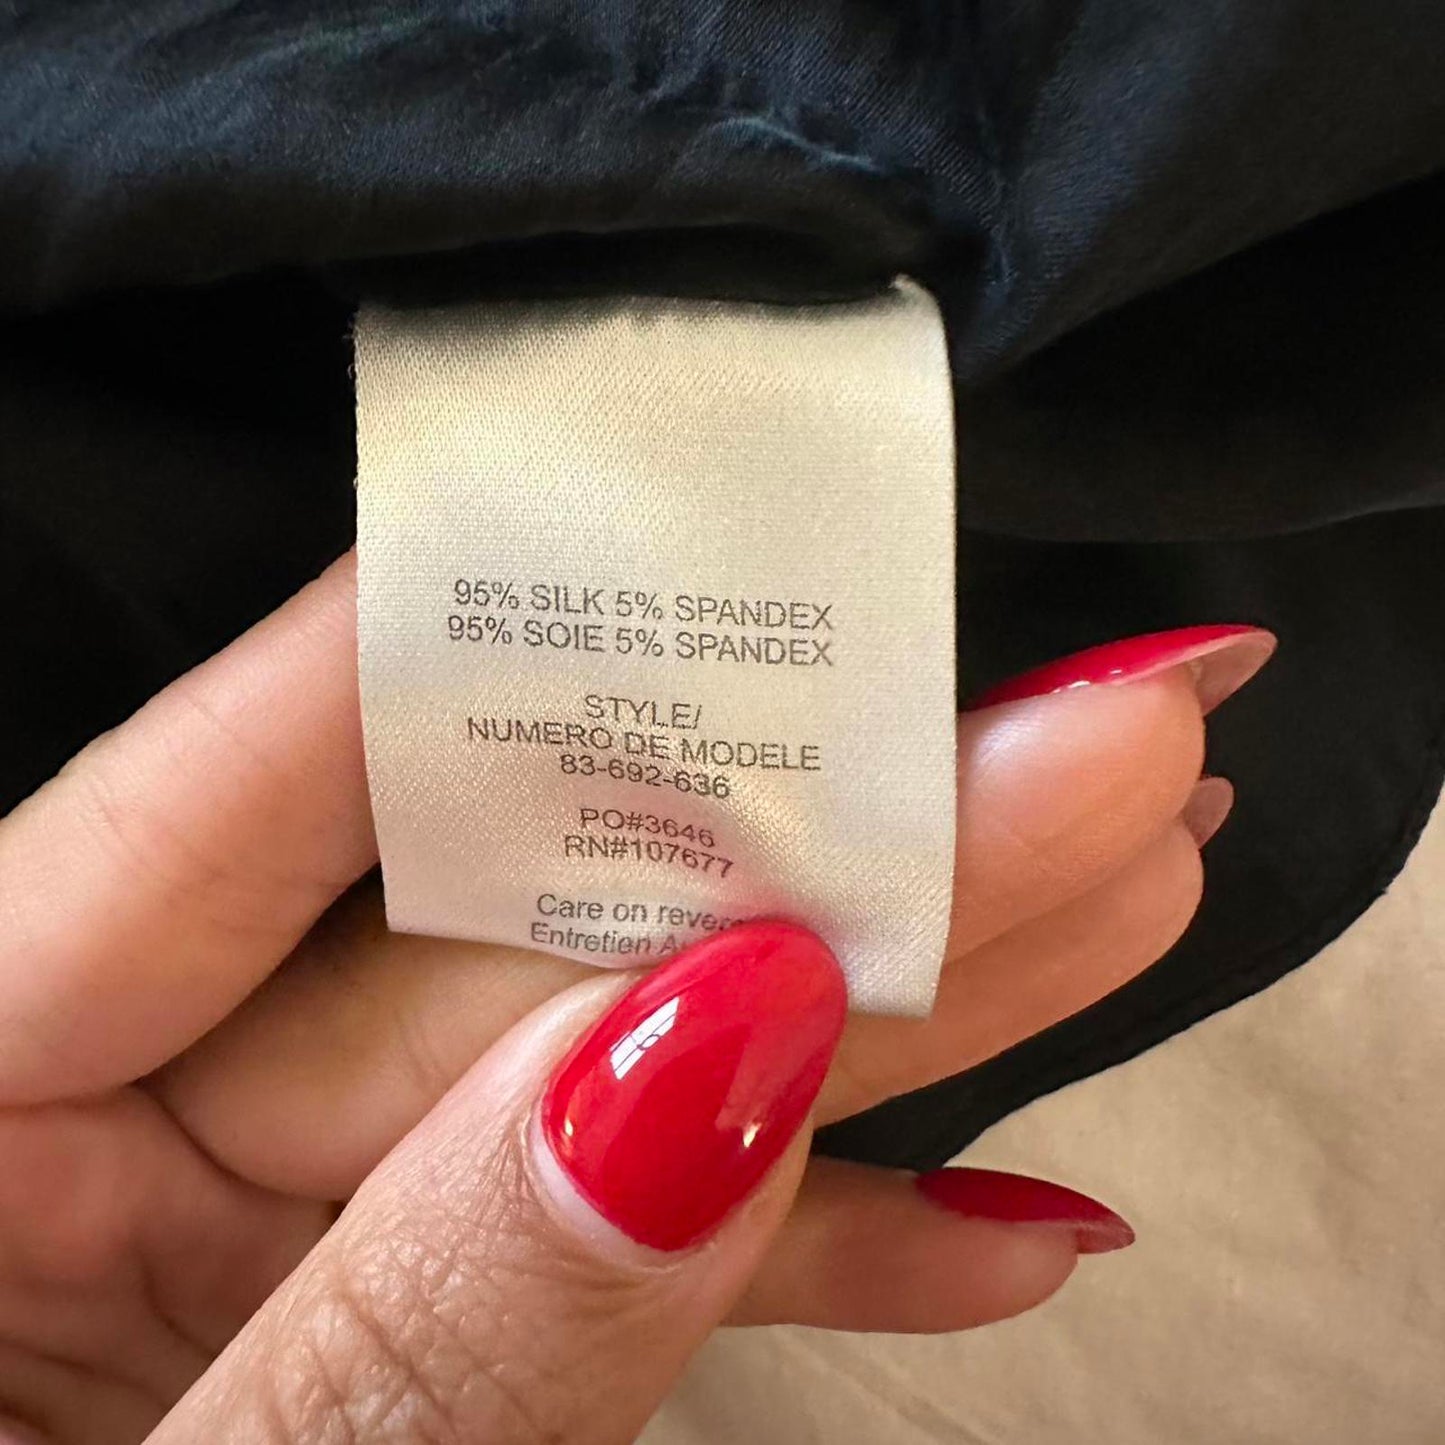 95% SILK 5% SPANDEX
95% SOIE 5% SPANDEX
STYLE/
NUMERO DE MODELE
83-692-636
PO#3646
RN#107677
Care on
Entretien